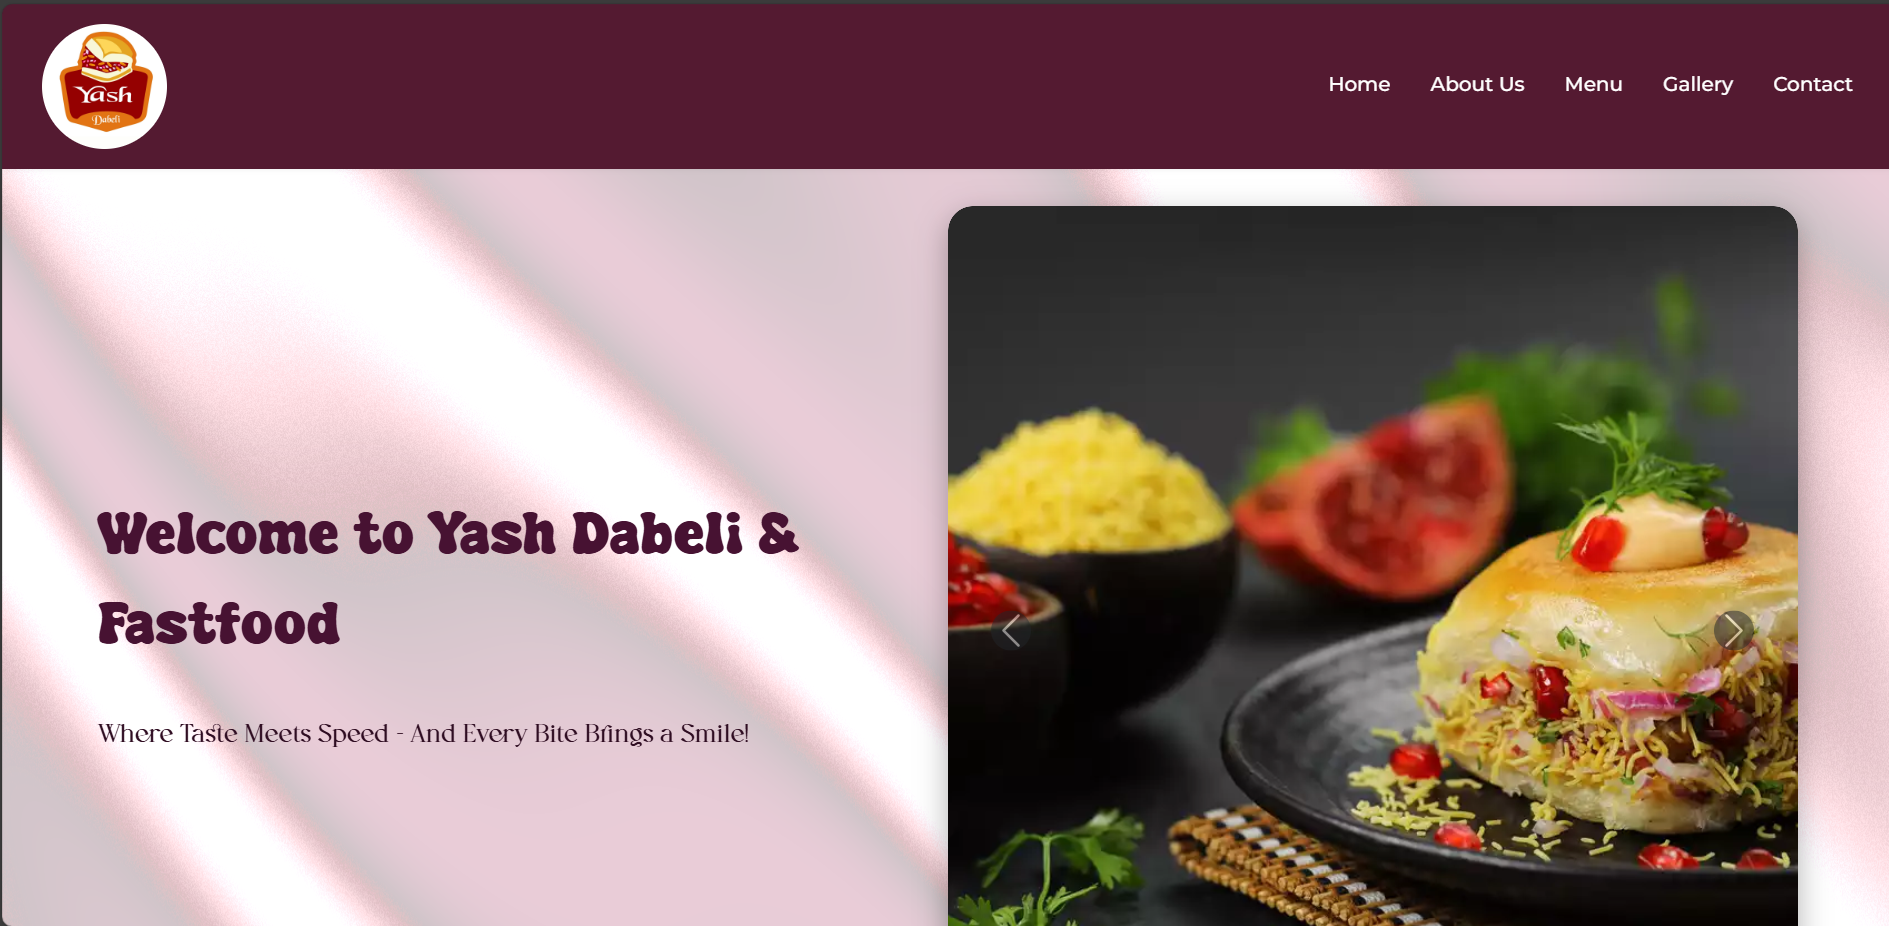 Yash
Dabeli
Home
About Us
Menu
Gallery
Contact
Welcome to Yash Dabeli &
Fastfood
Where Taste Meets Speed - And Every Bite Brings a Smile!